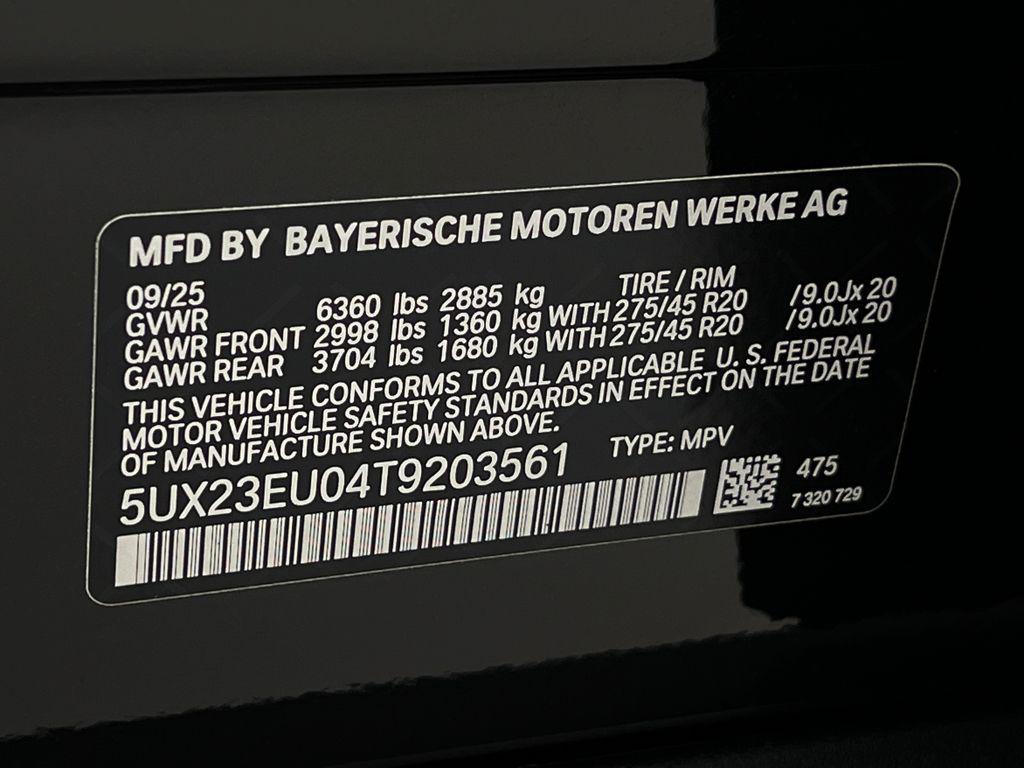 MFD BY BAYERISCHE MOTOREN WERKE AG
09/25 TIRE / RIM
GVWR 6360 lbs 2885 kg
GAWR FRONT 2998 lbs 1360 kg WITH 275/45 R20 /9.0Jx 20
GAWR REAR 3704 lbs 1680 kg WITH 275/45 R20 /9.0Jx 20
THIS VEHICLE CONFORMS TO ALL APPLICABLE U. S. FEDERAL
MOTOR VEHICLE SAFETY STANDARDS IN EFFECT ON THE DATE
OF MANUFACTURE SHOWN ABOVE.
5UX23EU04T9203561 TYPE: MPV
475
7 320 729